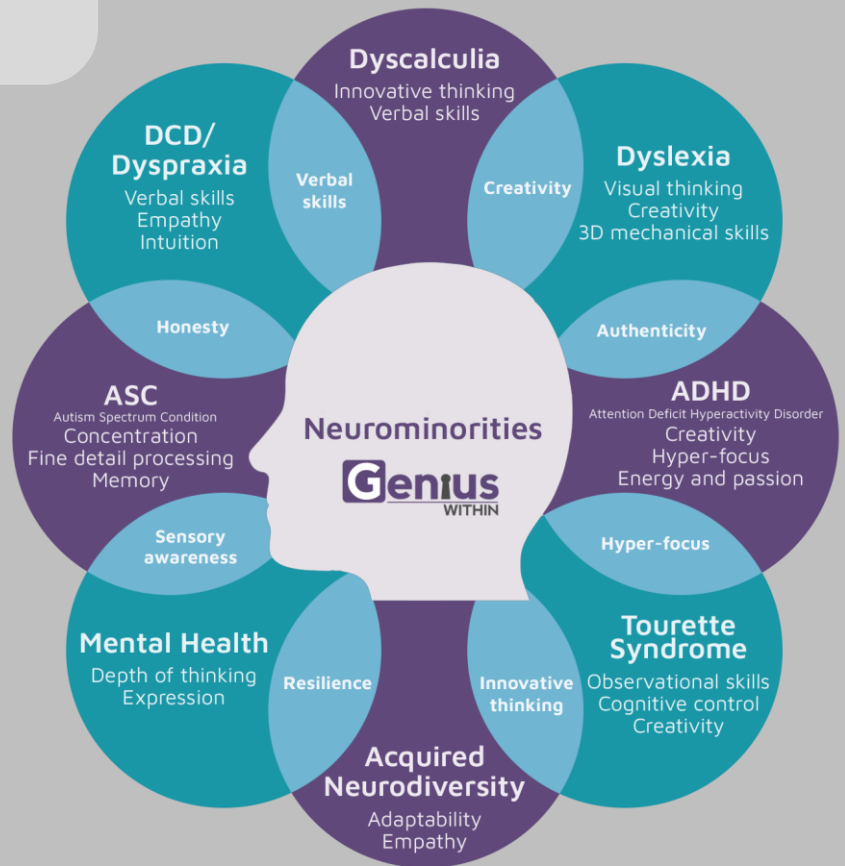 Dyscalculia
Innovative thinking
Verbal skills
DCD/
Dyspraxia
Verbal skills
Empathy
Intuition
Verbal
skills
Creativity
Dyslexia
Visual thinking
Creativity
3D mechanical skills
Honesty
Authenticity
ASC
Autism Spectrum Condition
Concentration
Fine detail processing
Memory
Neurominorities
Genius
WITHIN
ADHD
Attention Deficit Hyperactivity Disorder
Creativity
Hyper-focus
Energy and passion
Sensory
awareness
Hyper-focus
Mental Health
Depth of thinking
Expression
Resilience
Innovative
thinking
Tourette
Syndrome
Observational skills
Cognitive control
Creativity
Acquired
Neurodiversity
Adaptability
Empathy